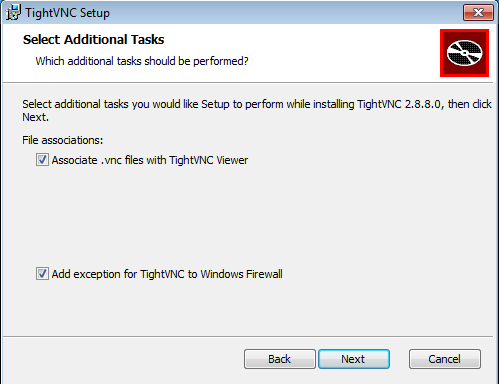 TightVNC Setup
Select Additional Tasks
Which additional tasks should be performed?
Select additional tasks you would like Setup to perform while installing TightVNC 2.8.8.0, then click
Next.
File associations:
Associate .vnc files with TightVNC Viewer
Add exception for TightVNC to Windows Firewall
Back Next Cancel